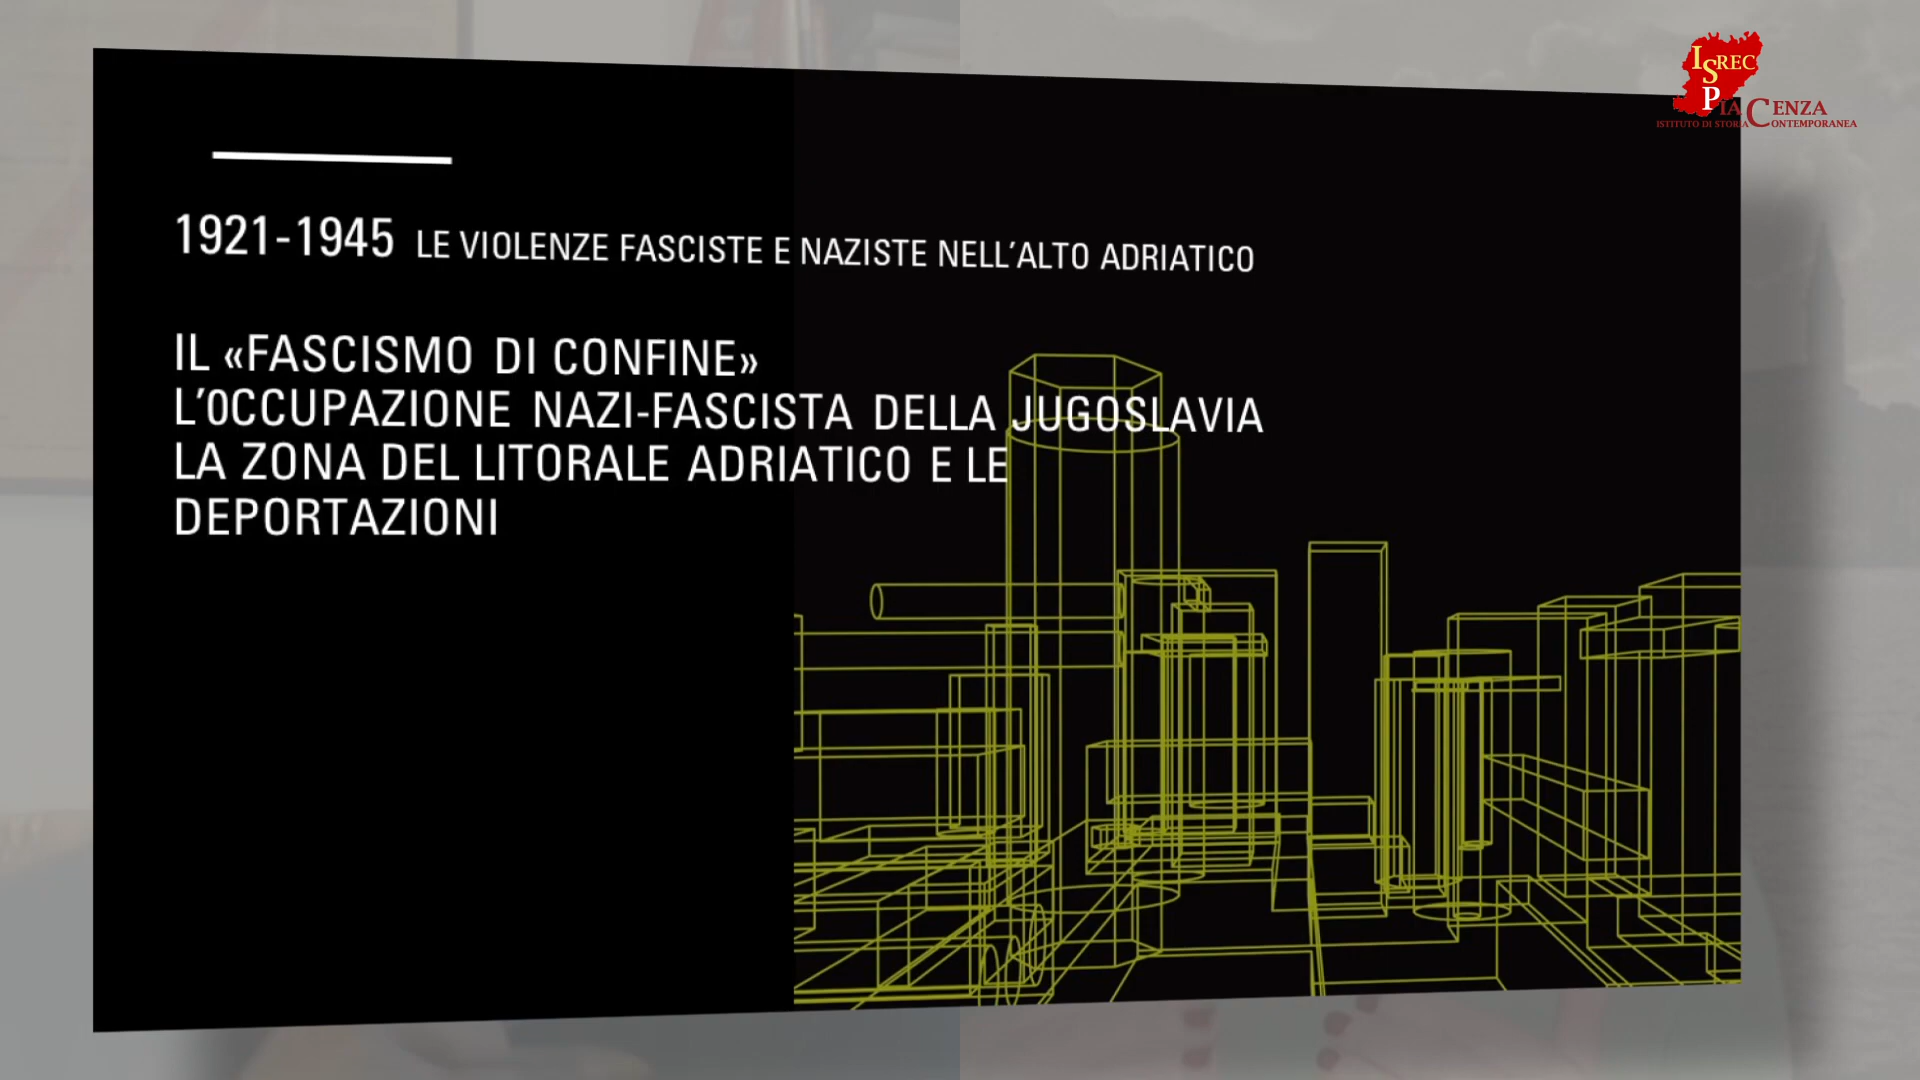 ISREC
PIACENZA
ISTITUTO DI STORIA CONTEMPORANEA
1921-1945 LE VIOLENZE FASCISTE E NAZISTE NELL'ALTO ADRIATICO
IL «FASCISMO DI CONFINE»
L'0CCUPAZIONE NAZI-FASCISTA DELLA JUGOSLAVIA
LA ZONA DEL LITORALE ADRIATICO E LE
DEPORTAZIONI